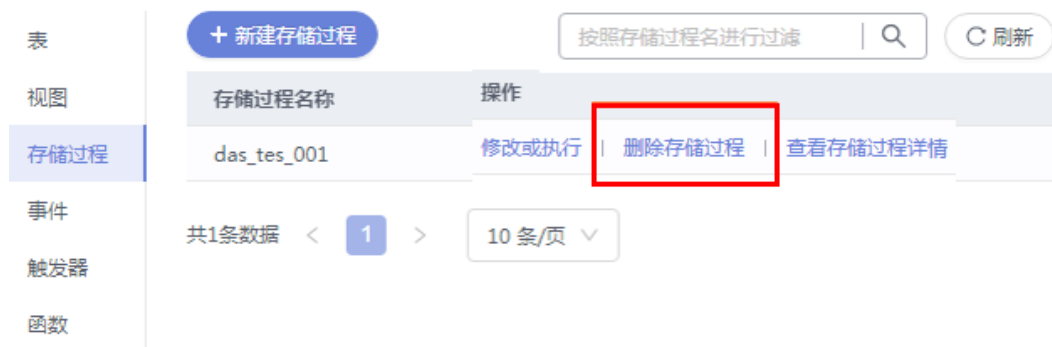 表
视图
存储过程
事件
触发器
函数
+ 新建存储过程
按照存储过程名进行过滤
刷新
存储过程名称 操作
das_tes_001 修改或执行 | 删除存储过程 | 查看存储过程详情
共1条数据 < 1 > 10 条/页